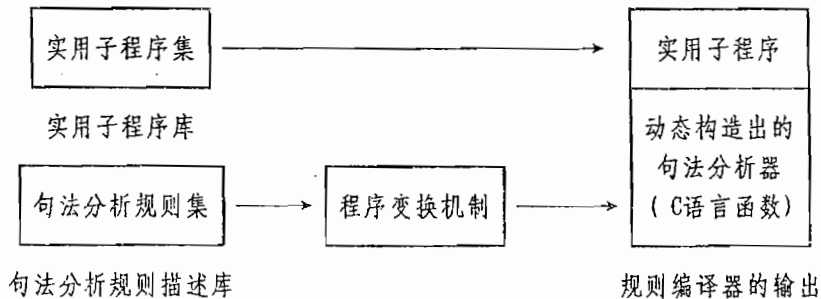 实用子程序集
实用子程序
实用子程序库
动态构造出的
句法分析器
(C语言函数)
句法分析规则集
程序变换机制
句法分析规则描述库
规则编译器的输出